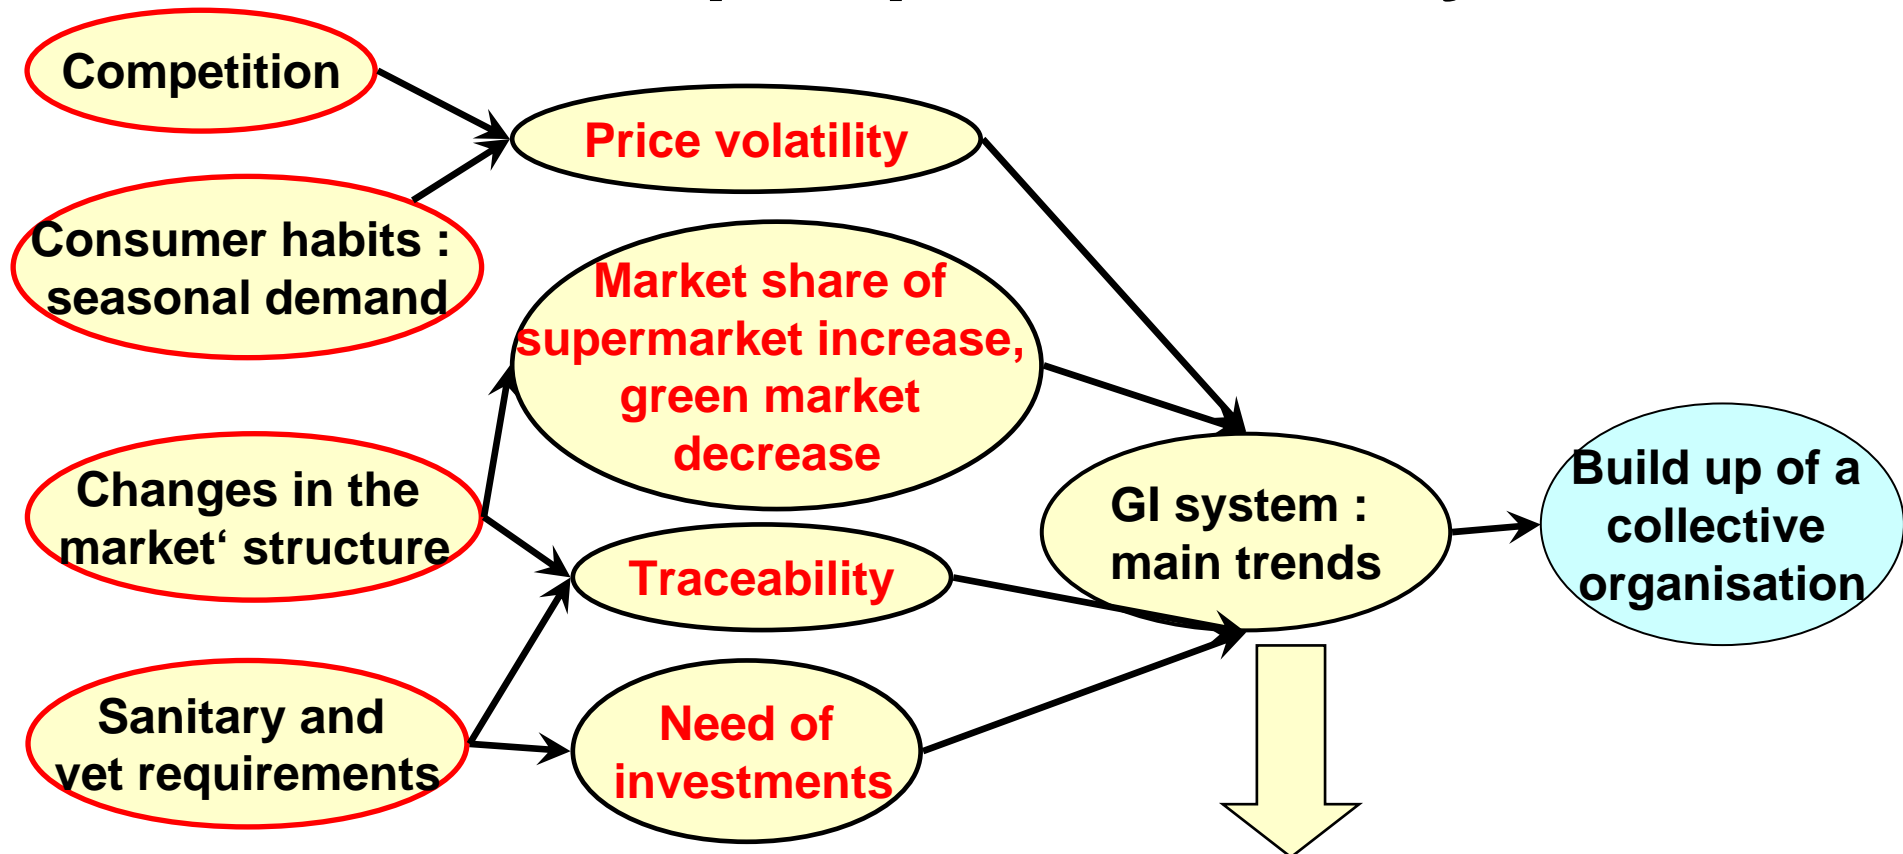 Competition
Price volatility
Consumer habits :
seasonal demand
Market share of
supermarket increase,
green market
decrease
Changes in the
market‘ structure
Traceability
Sanitary and
vet requirements
Need of
investments
GI system :
main trends
Build up of a
collective
organisation